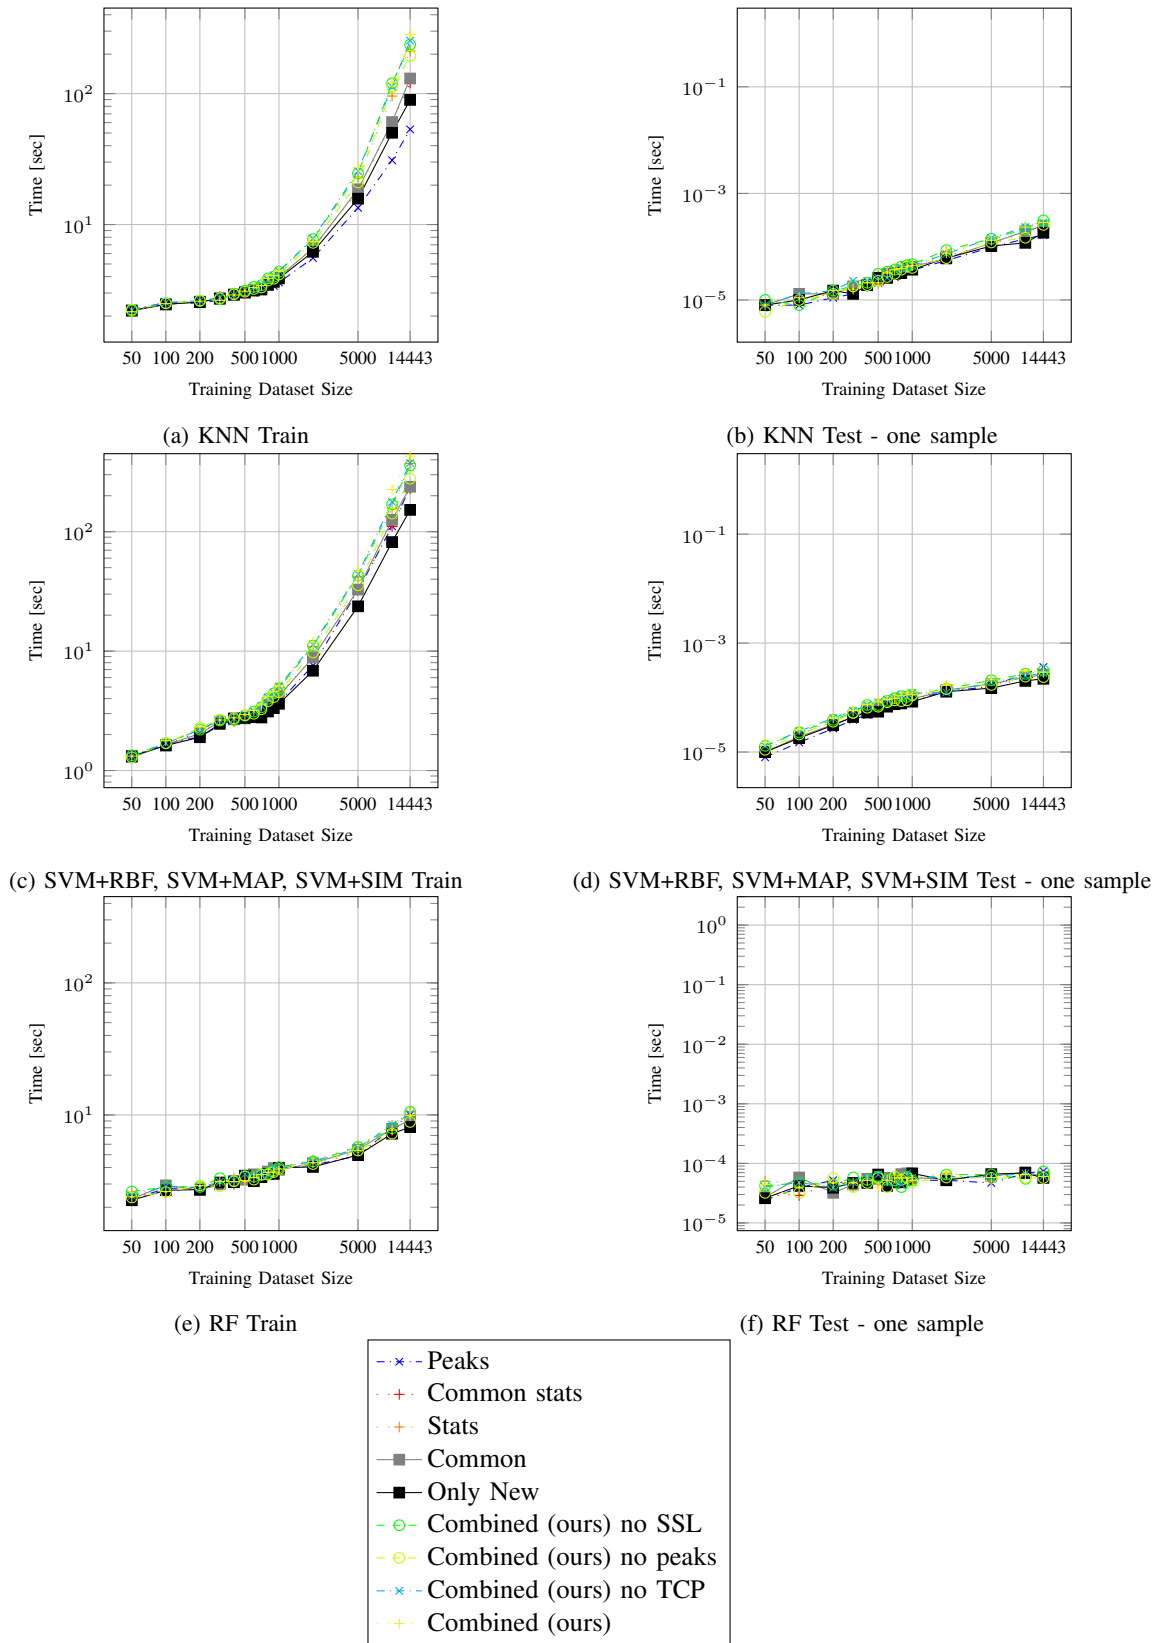 10^2
10^1
Time [sec]
50 100 200 500 1000 5000 14443
Training Dataset Size
(a) KNN Train
10^-1
10^-3
10^-5
Time [sec]
50 100 200 500 1000 5000 14443
Training Dataset Size
(b) KNN Test - one sample
10^2
10^1
10^0
Time [sec]
50 100 200 500 1000 5000 14443
Training Dataset Size
(c) SVM+RBF, SVM+MAP, SVM+SIM Train
10^-1
10^-3
10^-5
Time [sec]
50 100 200 500 1000 5000 14443
Training Dataset Size
(d) SVM+RBF, SVM+MAP, SVM+SIM Test - one sample
10^2
10^1
Time [sec]
50 100 200 500 1000 5000 14443
Training Dataset Size
(e) RF Train
10^0
10^-1
10^-2
10^-3
10^-4
10^-5
Time [sec]
50 100 200 500 1000 5000 14443
Training Dataset Size
(f) RF Test - one sample
Peaks
Common stats
Stats
Common
Only New
Combined (ours) no SSL
Combined (ours) no peaks
Combined (ours) no TCP
Combined (ours)